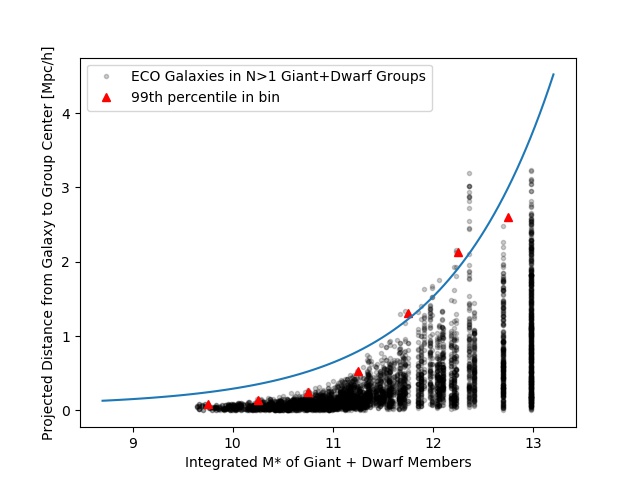 ECO Galaxies in N>1 Giant+Dwarf Groups
99th percentile in bin
Projected Distance from Galaxy to Group Center [Mpc/h]
4
3
2
1
0
9 10 11 12 13
Integrated M* of Giant + Dwarf Members